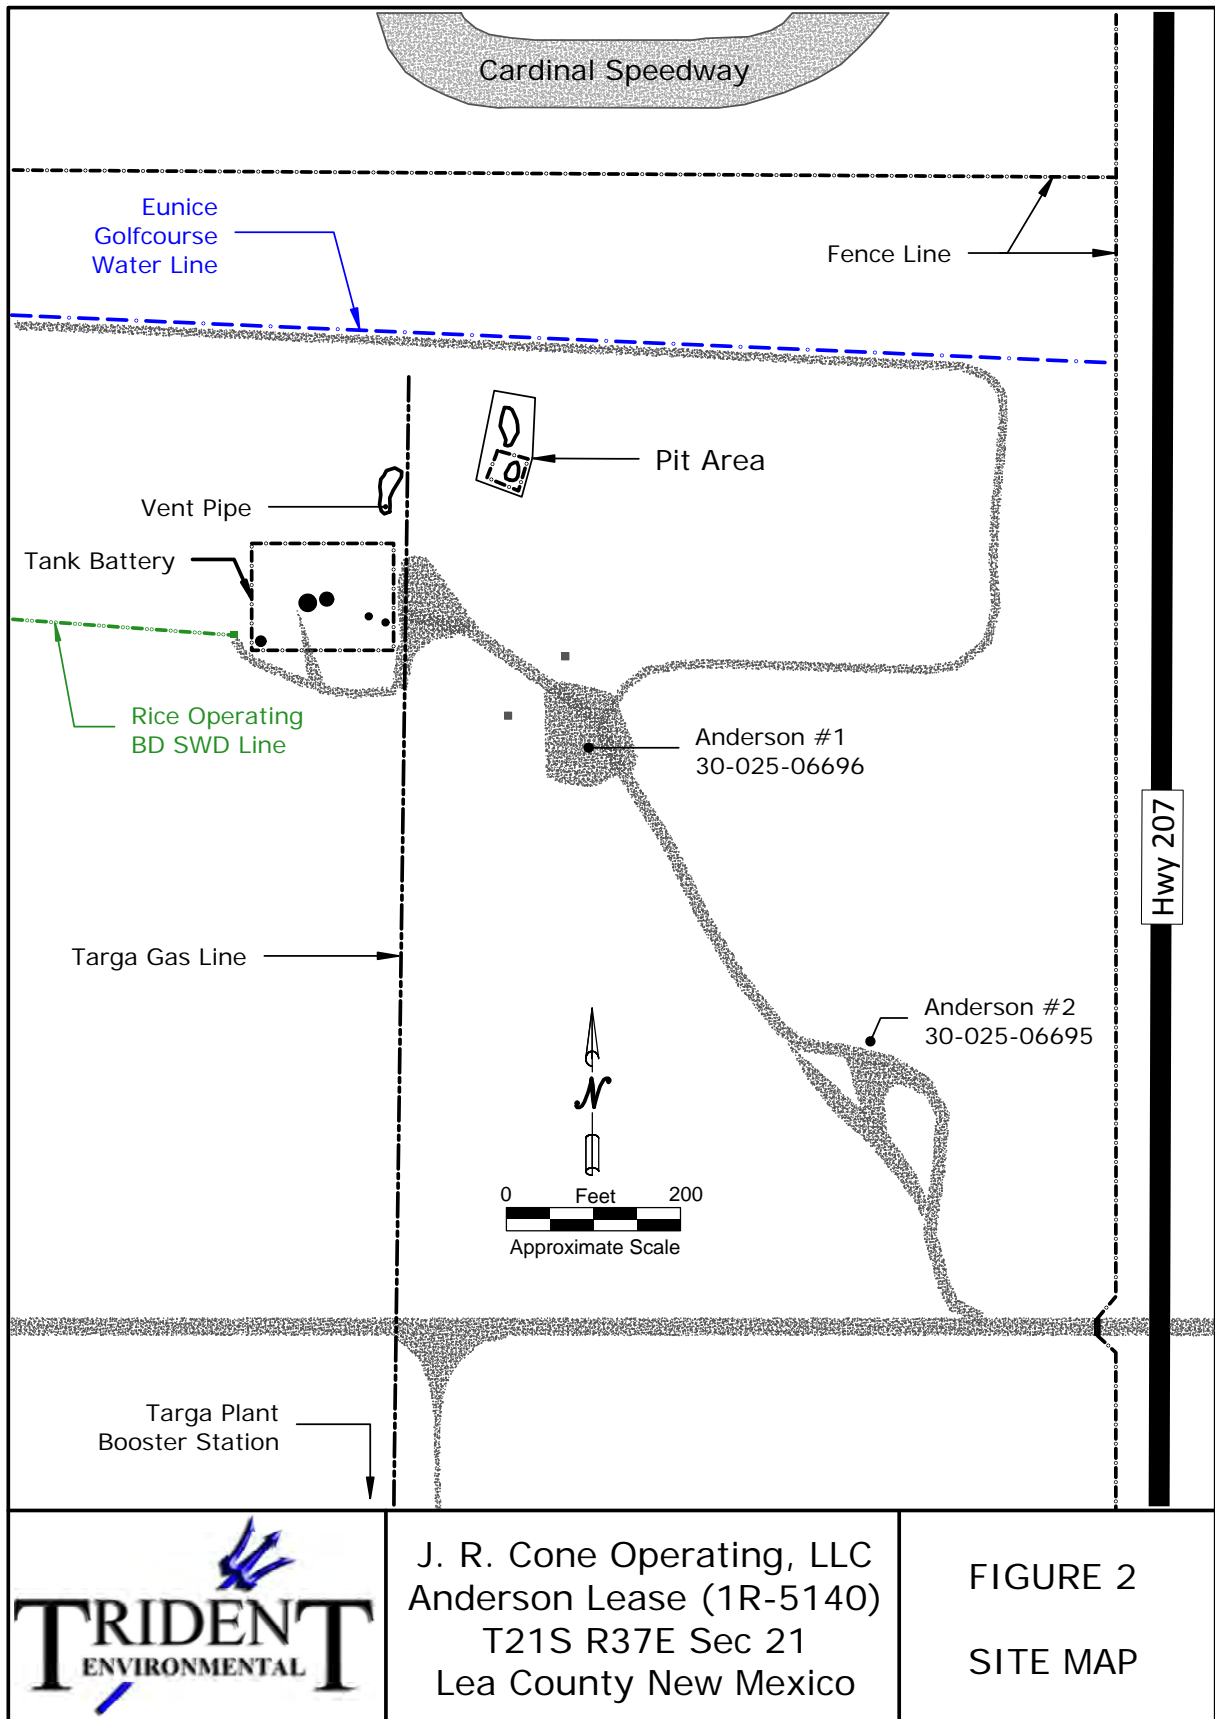 Cardinal Speedway
Eunice
Golfcourse
Water Line
Fence Line
Pit Area
Vent Pipe
Tank Battery
Rice Operating
BD SWD Line
Anderson #1
30-025-06696
Hwy 207
Targa Gas Line
Anderson #2
30-025-06695
N
0 Feet 200
Approximate Scale
Targa Plant
Booster Station
TRIDENT
ENVIRONMENTAL
J. R. Cone Operating, LLC
Anderson Lease (1R-5140)
T21S R37E Sec 21
Lea County New Mexico
FIGURE 2
SITE MAP